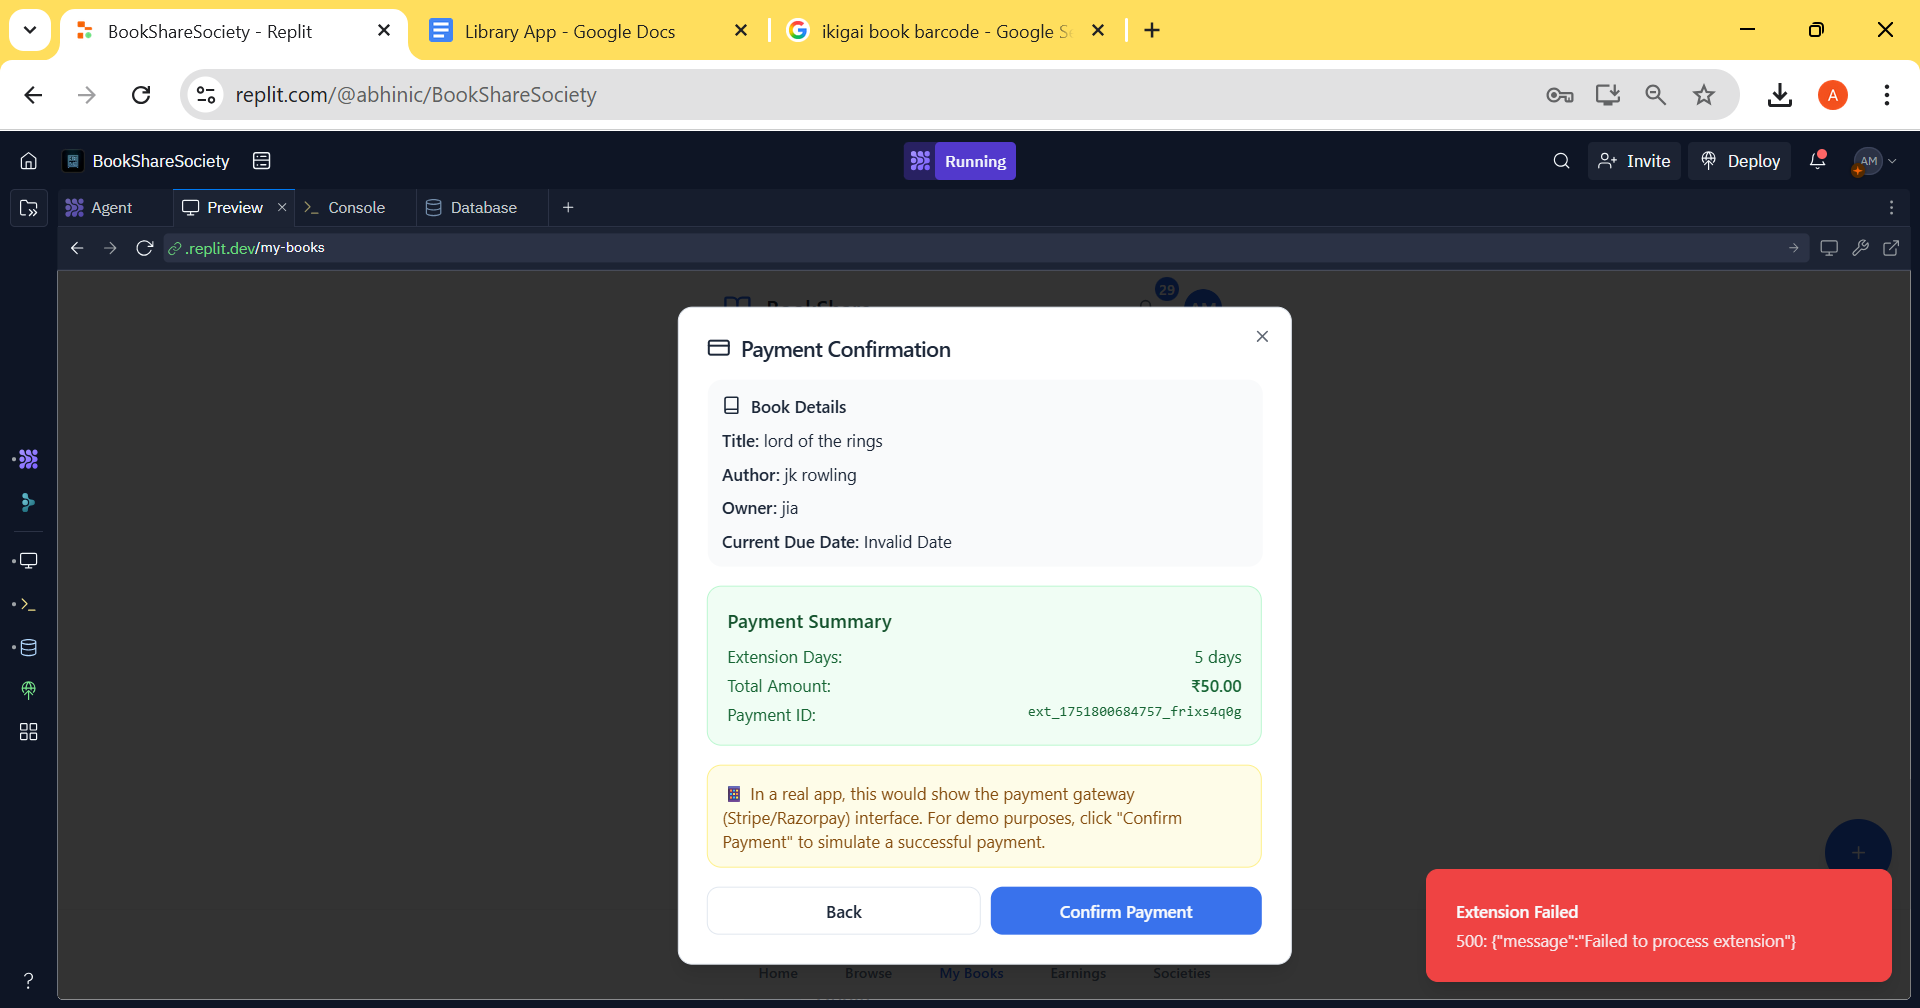 BookShareSociety - Replit
Library App - Google Docs
ikigai book barcode - Google Se
replit.com/@abhinic/BookShareSociety
A
BookShareSociety
Running
Invite
Deploy
AM
Agent
Preview
Console
Database
.replit.dev/my-books
29
BookShare
AM
Payment Confirmation
Book Details
Title: lord of the rings
Author: jk rowling
Owner: jia
Current Due Date: Invalid Date
Payment Summary
Extension Days:
5 days
Total Amount:
₹50.00
Payment ID:
ext_1751800684757_frixs4q0g
In a real app, this would show the payment gateway
(Stripe/Razorpay) interface. For demo purposes, click "Confirm
Payment" to simulate a successful payment.
Back
Confirm Payment
Extension Failed
500: {"message":"Failed to process extension"}
Home
Browse
My Books
Earnings
Societies